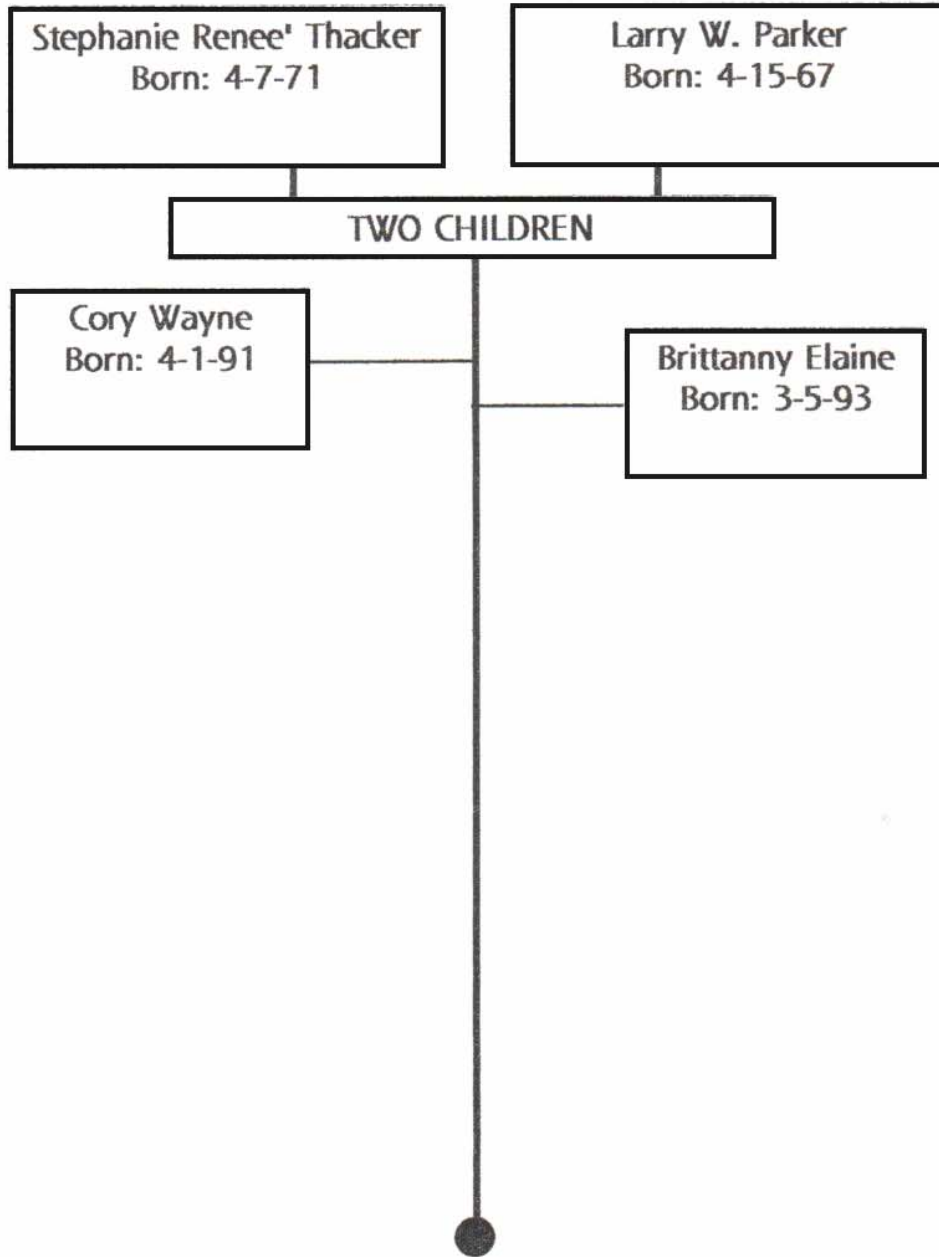 Stephanie Renee' Thacker
Born: 4-7-71
Larry W. Parker
Born: 4-15-67
TWO CHILDREN
Cory Wayne
Born: 4-1-91
Brittanny Elaine
Born: 3-5-93